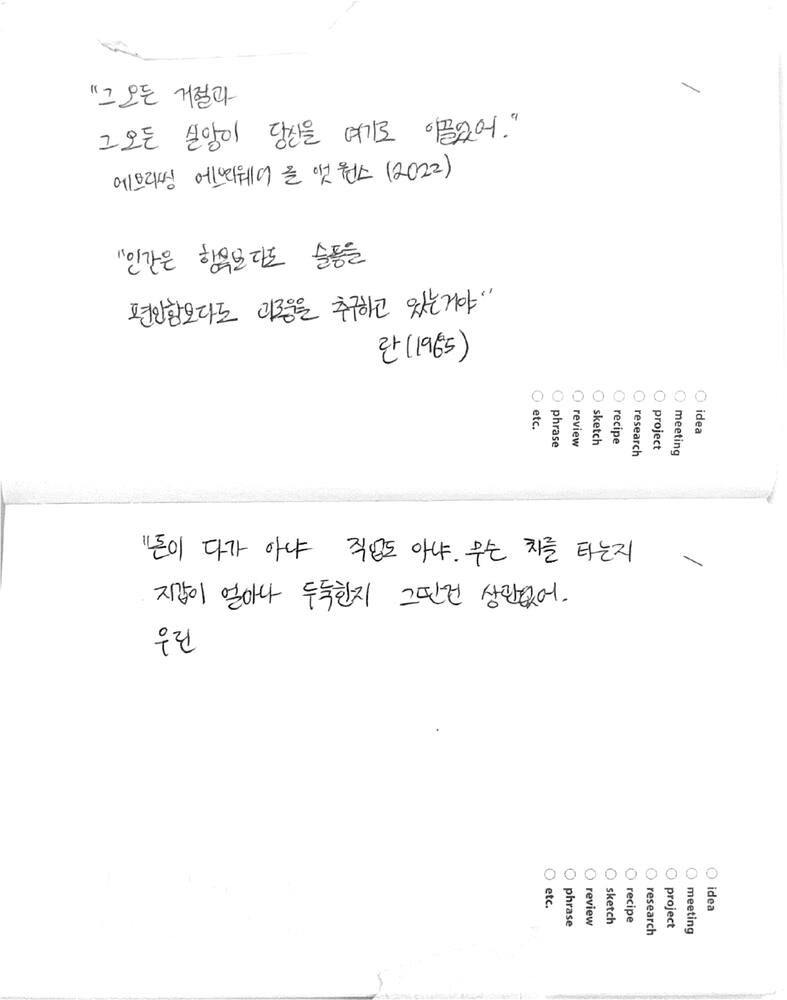 "그 모든 거절과
그 모든 실망이 당신을 여기로 이끌었어."
에브리씽 에브리웨어 올 앳 원스 (2022)
"인간은 행복보다도 슬픔을
편안함보다도 괴로움을 추구하고 있는거야"
란 (1985)
idea
meeting
project
research
recipe
sketch
review
phrase
etc.
"돈이 다가 아냐 직업도 아냐. 무슨 차를 타는지
지갑이 얼마나 두둑한지 그딴건 상관없어.
우린
idea
meeting
project
research
recipe
sketch
review
phrase
etc.